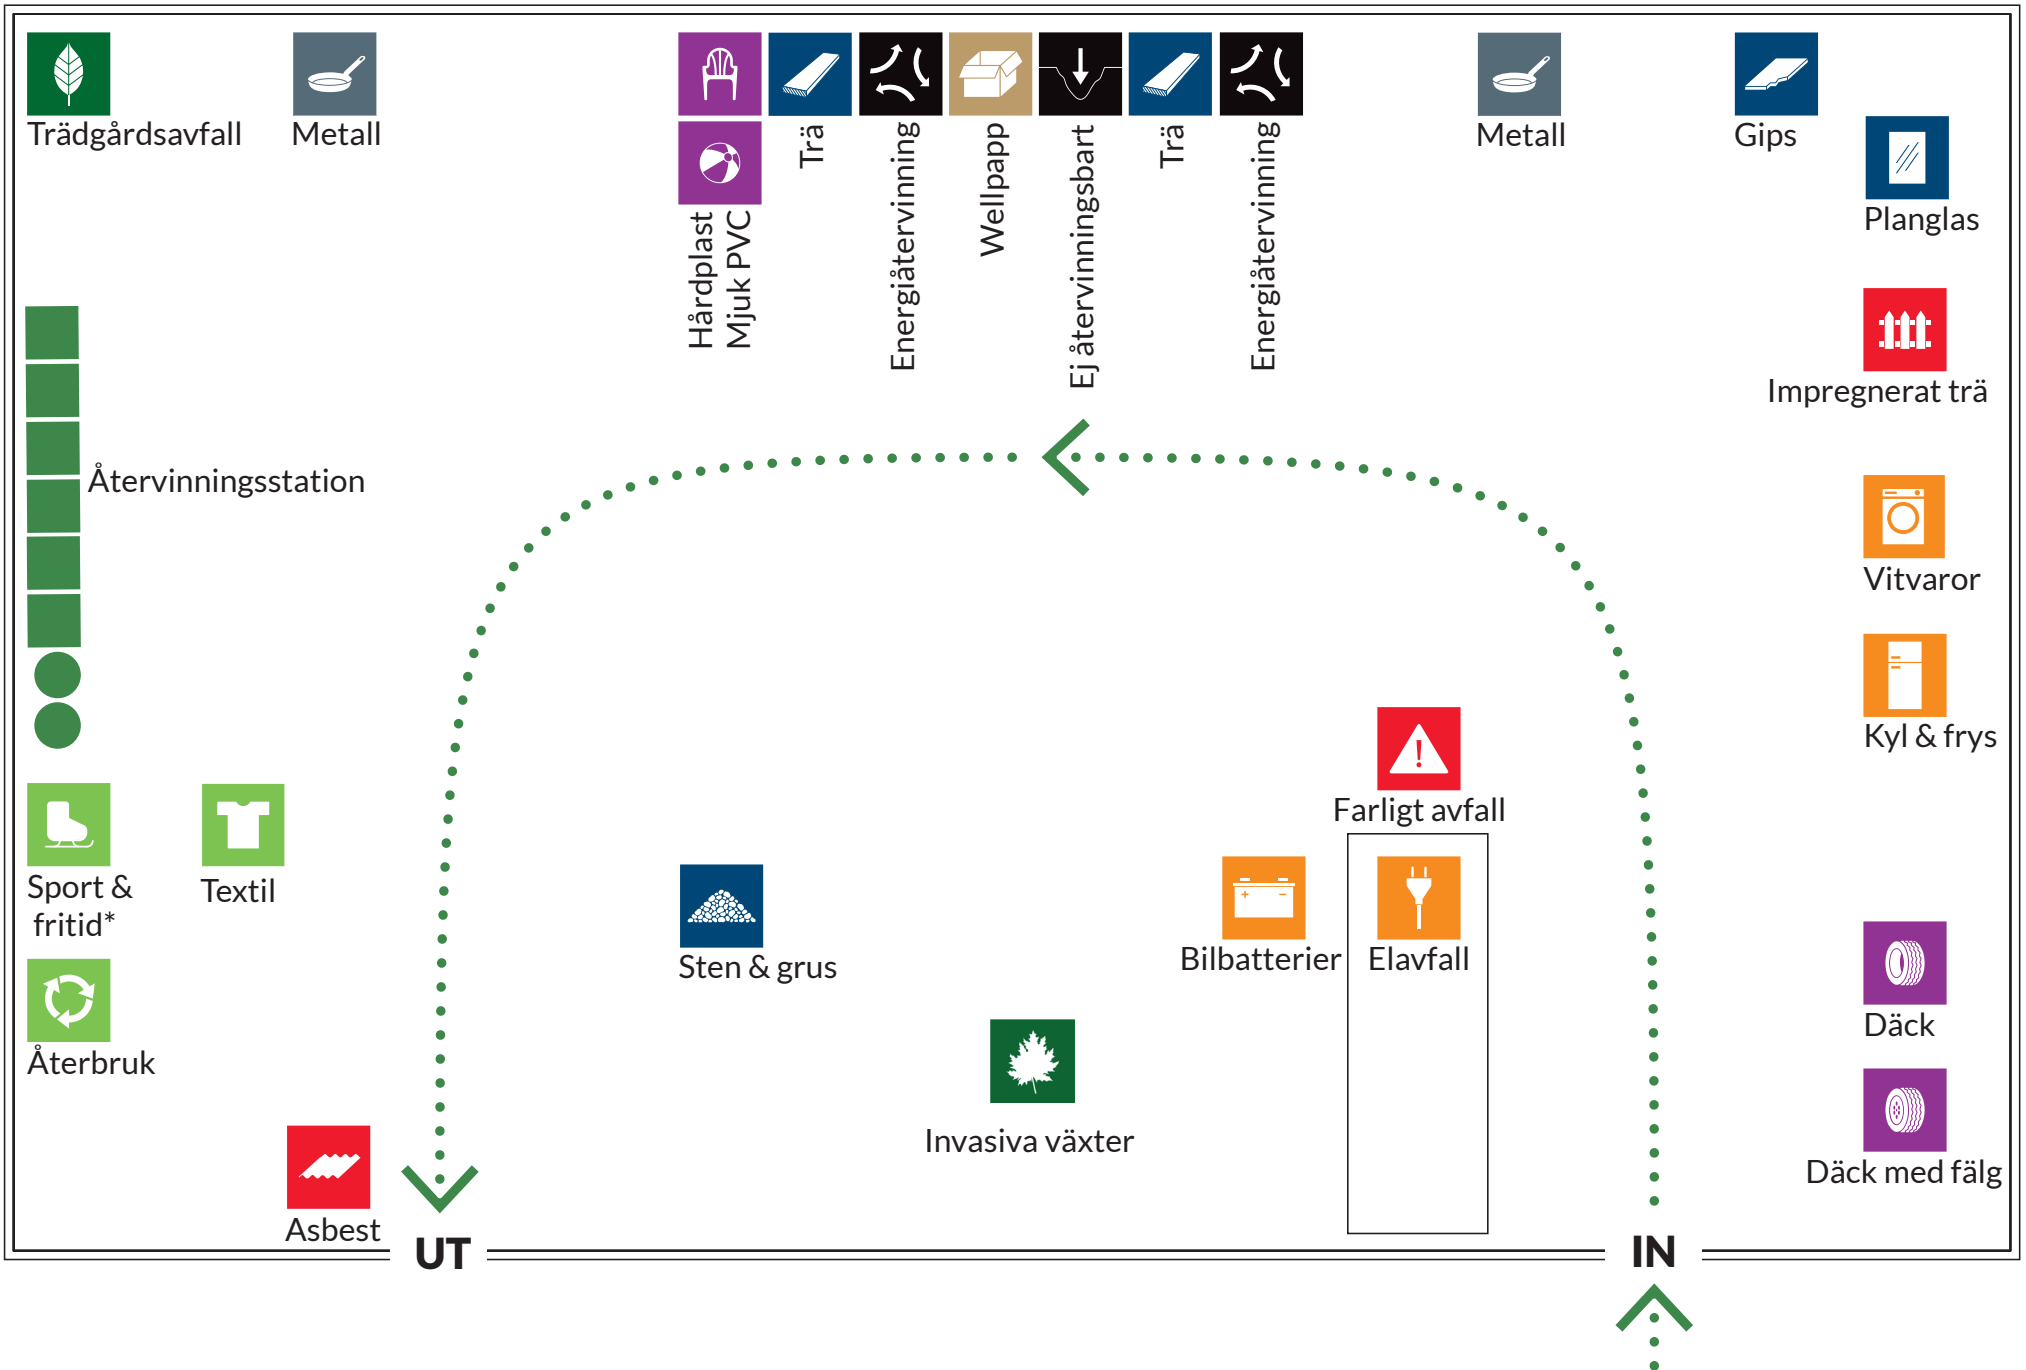 Trädgårdsavfall
Metall
Hårdplast
Mjuk PVC
Trä
Energiåtervinning
Wellpapp
Ej återvinningsbart
Trä
Energiåtervinning
Metall
Gips
Planglas
Impregnerat trä
Återvinningsstation
Vitvaror
Kyl & frys
Farligt avfall
Sport &
fritid*
Textil
Sten & grus
Bilbatterier
Elavfall
Däck
Återbruk
Invasiva växter
Däck med fälg
Asbest
UT
IN